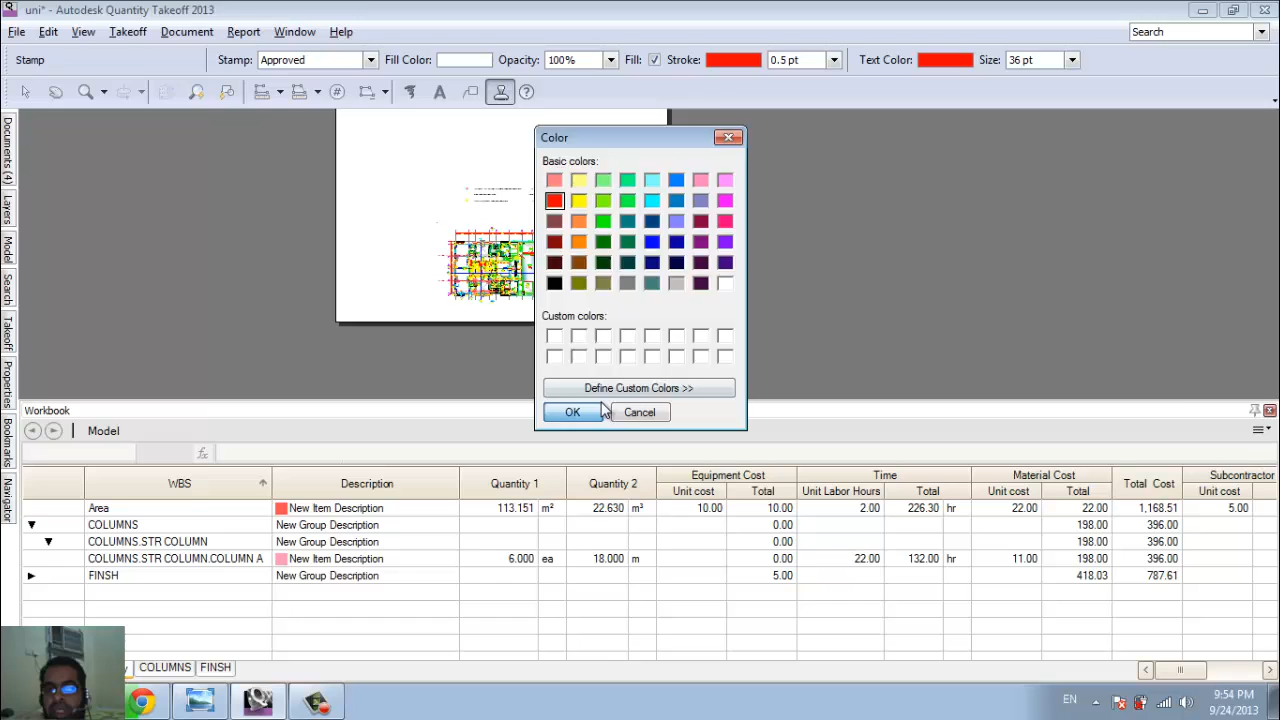 uni* - Autodesk Quantity Takeoff 2013
File Edit View Takeoff Document Report Window Help Search
Stamp Stamp: Approved Fill Color: Opacity: 100% Fill: Stroke: 0.5 pt Text Color: Size: 36 pt
Documents (4)
Layers
Model
Search
Takeoff
Properties
Bookmarks
Navigator
Color
Basic colors:
Custom colors:
Define Custom Colors >>
OK Cancel
Workbook
Model
fx
WBS Description Quantity 1 Quantity 2 Equipment Cost Time Material Cost Total Cost Subcontractor
Unit cost Total Unit Labor Hours Total Unit cost Total Unit cost
Area New Item Description 113.151 m² 22.630 m³ 10.00 10.00 2.00 226.30 hr 22.00 22.00 1,168.51 5.00
COLUMNS New Group Description 0.00 198.00 396.00
COLUMNS.STR COLUMN New Group Description 0.00 198.00 396.00
COLUMNS.STR COLUMN.COLUMN A New Item Description 6.000 ea 18.000 m 0.00 22.00 132.00 hr 11.00 198.00 396.00
FINSH New Group Description 5.00 418.03 787.61
COLUMNS FINSH
EN 9:54 PM
9/24/2013